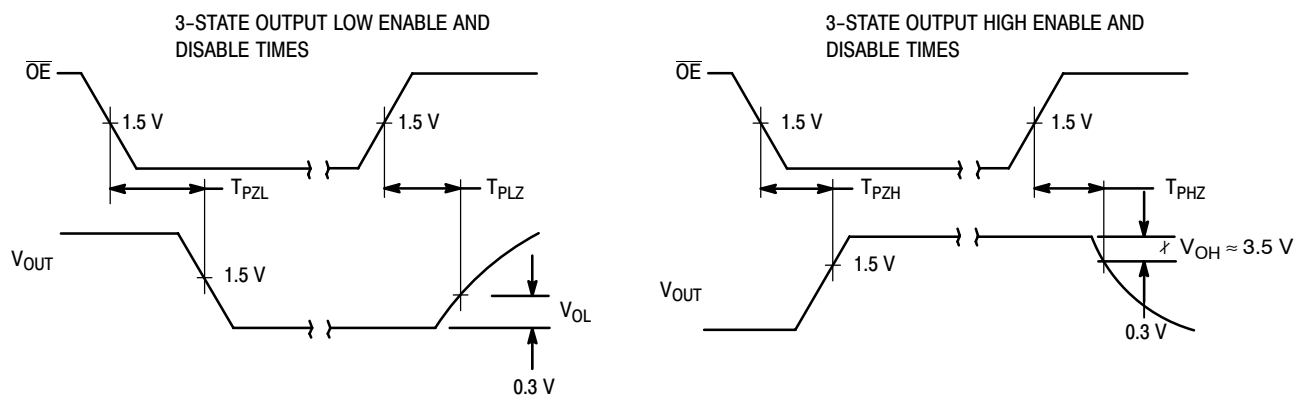 3-STATE OUTPUT LOW ENABLE AND
DISABLE TIMES
OE
1.5 V
1.5 V
TPZL
TPLZ
VOUT
1.5 V
VOL
0.3 V
3-STATE OUTPUT HIGH ENABLE AND
DISABLE TIMES
OE
1.5 V
1.5 V
TPZH
TPHZ
VOH ≈ 3.5 V
1.5 V
VOUT
0.3 V